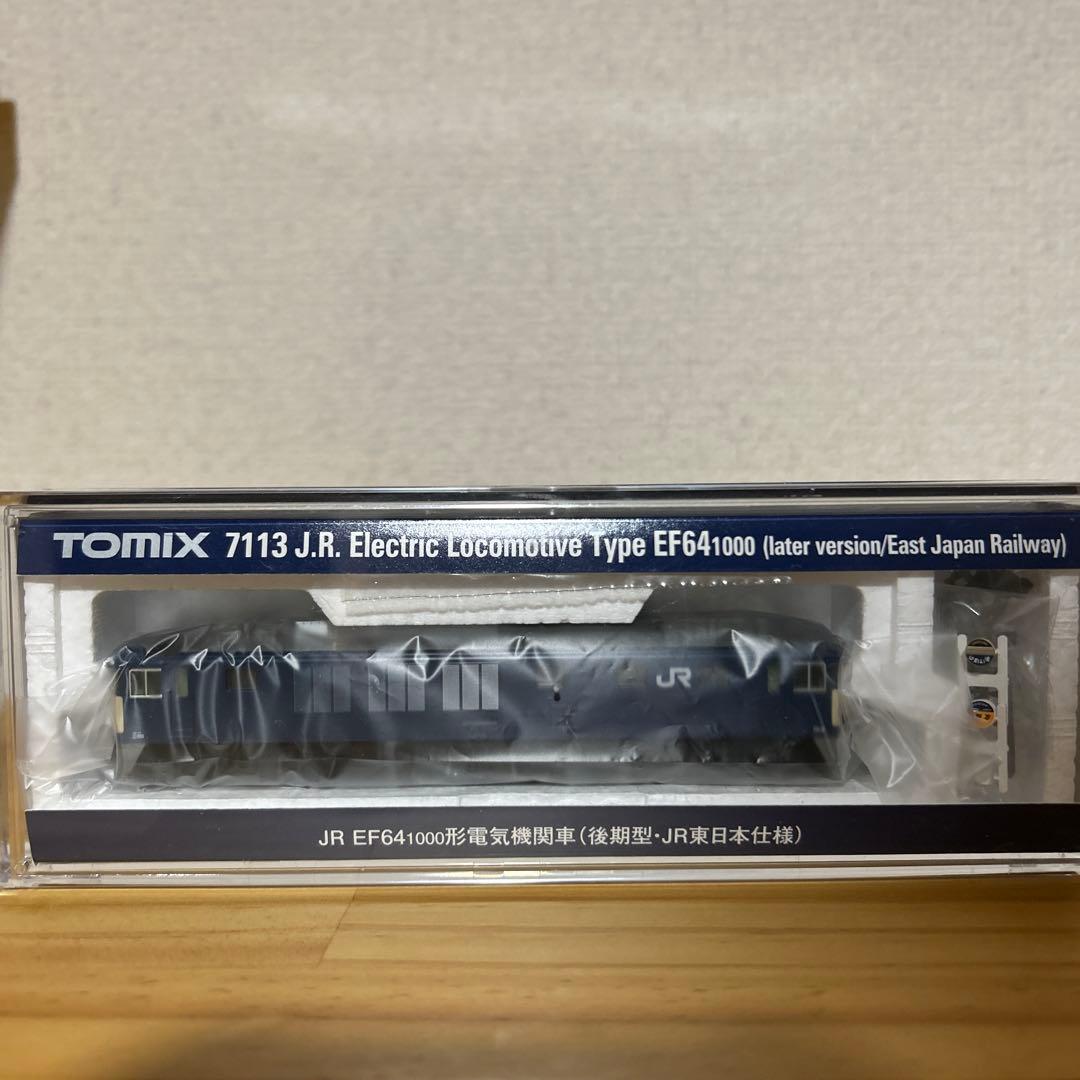 TOMIX 7113 J.R. Electric Locomotive Type EF641000 (later version/East Japan Railway)
JR
JR EF641000形電気機関車(後期型・JR東日本仕様)